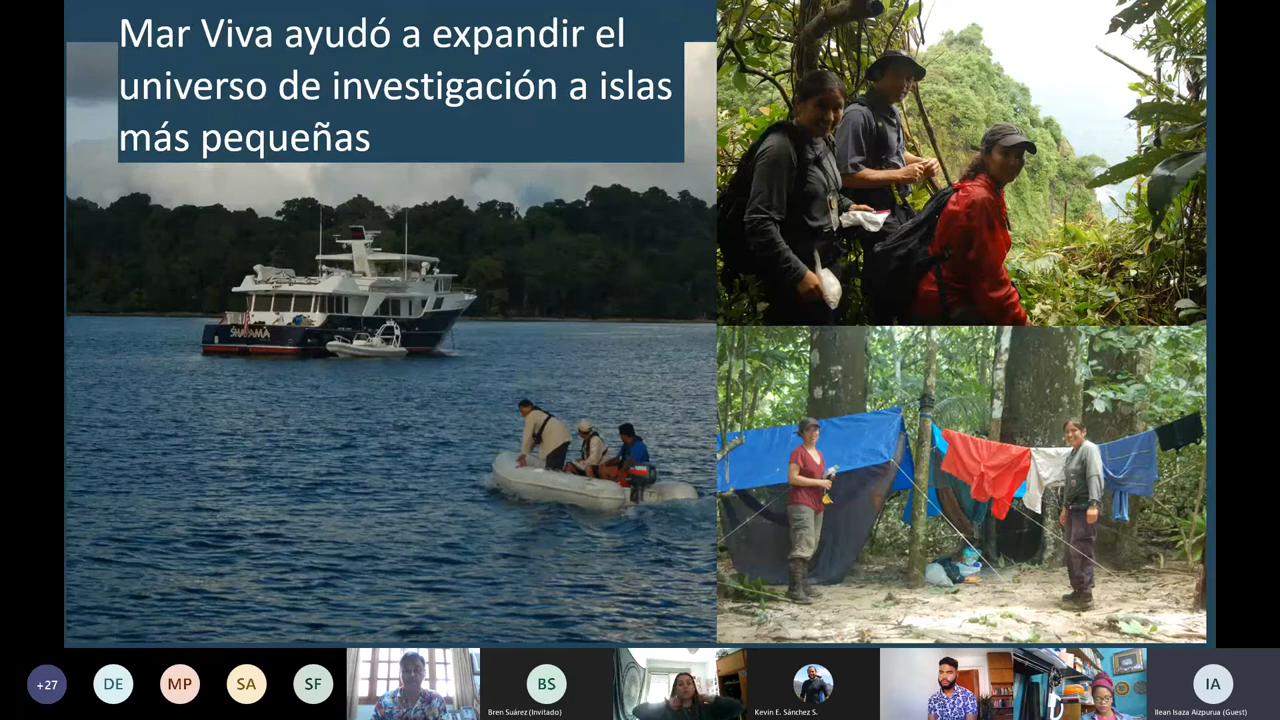 Mar Viva ayudó a expandir el
universo de investigación a islas
más pequeñas
SHALAMÁ
+27
DE
MP
SA
SF
BS
Bren Suárez (Invitado)
Kevin E. Sánchez S.
IA
Ilean Isaza Aizpurua (Guest)